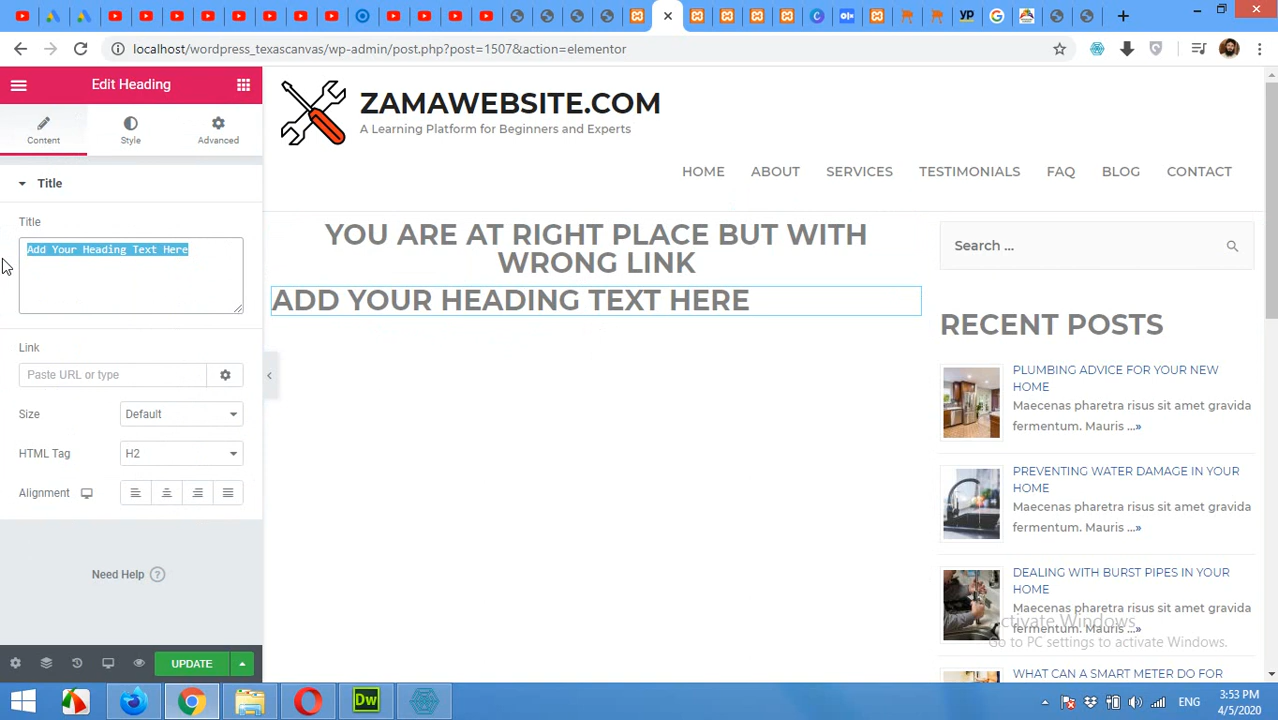 localhost/wordpress_texascanvas/wp-admin/post.php?post=1507&action=elementor
Edit Heading
Content
Style
Advanced
Title
Title
Add Your Heading Text Here
Link
Paste URL or type
Size
Default
HTML Tag
H2
Alignment
Need Help ?
UPDATE
ZAMAWEBSITE.COM
A Learning Platform for Beginners and Experts
HOME ABOUT SERVICES TESTIMONIALS FAQ BLOG CONTACT
YOU ARE AT RIGHT PLACE BUT WITH
WRONG LINK
ADD YOUR HEADING TEXT HERE
Search ...
RECENT POSTS
PLUMBING ADVICE FOR YOUR NEW
HOME
Maecenas pharetra risus sit amet gravida
fermentum. Mauris ...»
PREVENTING WATER DAMAGE IN YOUR
HOME
Maecenas pharetra risus sit amet gravida
fermentum. Mauris ...»
DEALING WITH BURST PIPES IN YOUR
HOME
Maecenas pharetra risus sit amet gravida
fermentum. Mauris ...»
WHAT CAN A SMART METER DO FOR
Activate Windows
Go to PC settings to activate Windows.
Dw
ENG
3:53 PM
4/5/2020